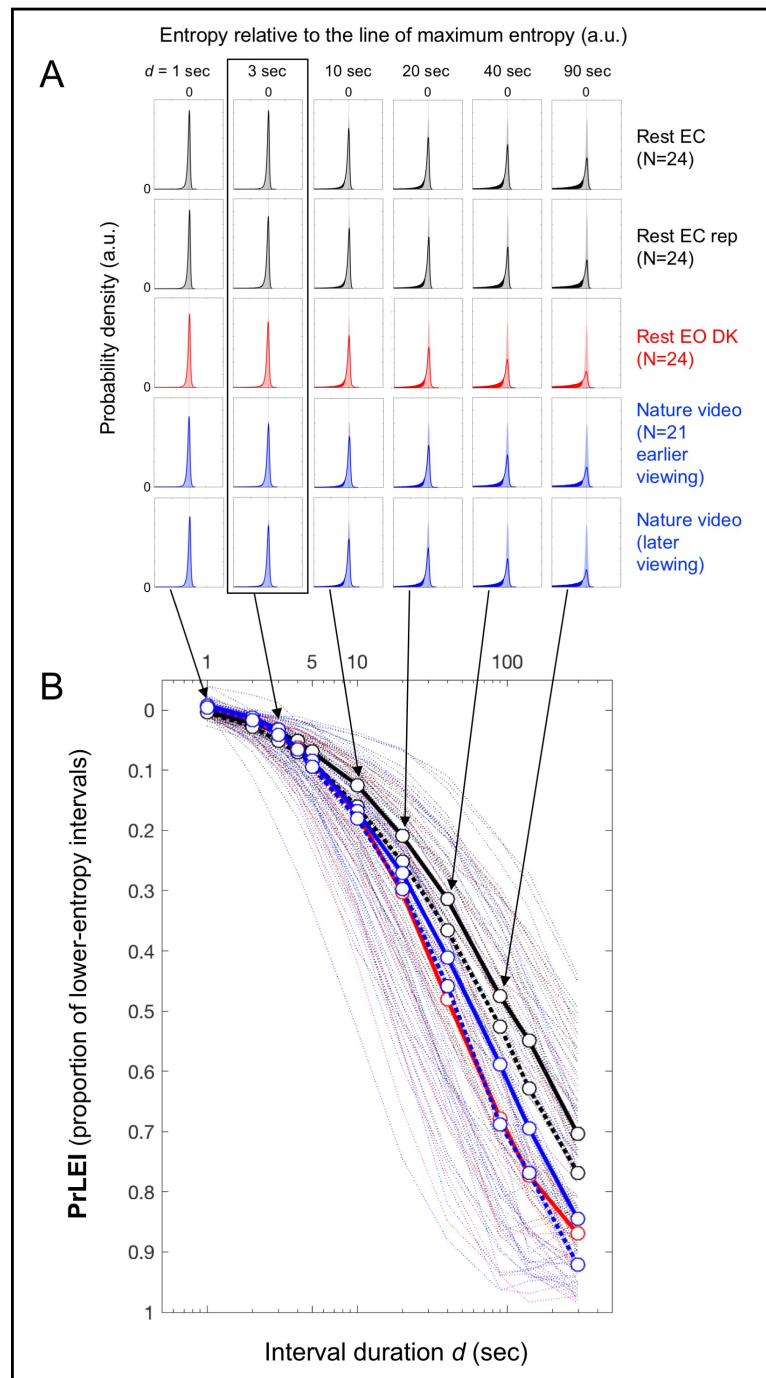 Entropy relative to the line of maximum entropy (a.u.)
A
d = 1 sec 3 sec 10 sec 20 sec 40 sec 90 sec
0 0 0 0 0 0
Probability density (a.u.)
0
Rest EC
(N=24)
0
Rest EC rep
(N=24)
0
Rest EO DK
(N=24)
0
Nature video
(N=21
earlier
viewing)
0
Nature video
(later
viewing)
B
1 5 10 100
PrLEI (proportion of lower-entropy intervals)
0
0.1
0.2
0.3
0.4
0.5
0.6
0.7
0.8
0.9
1
Interval duration d (sec)